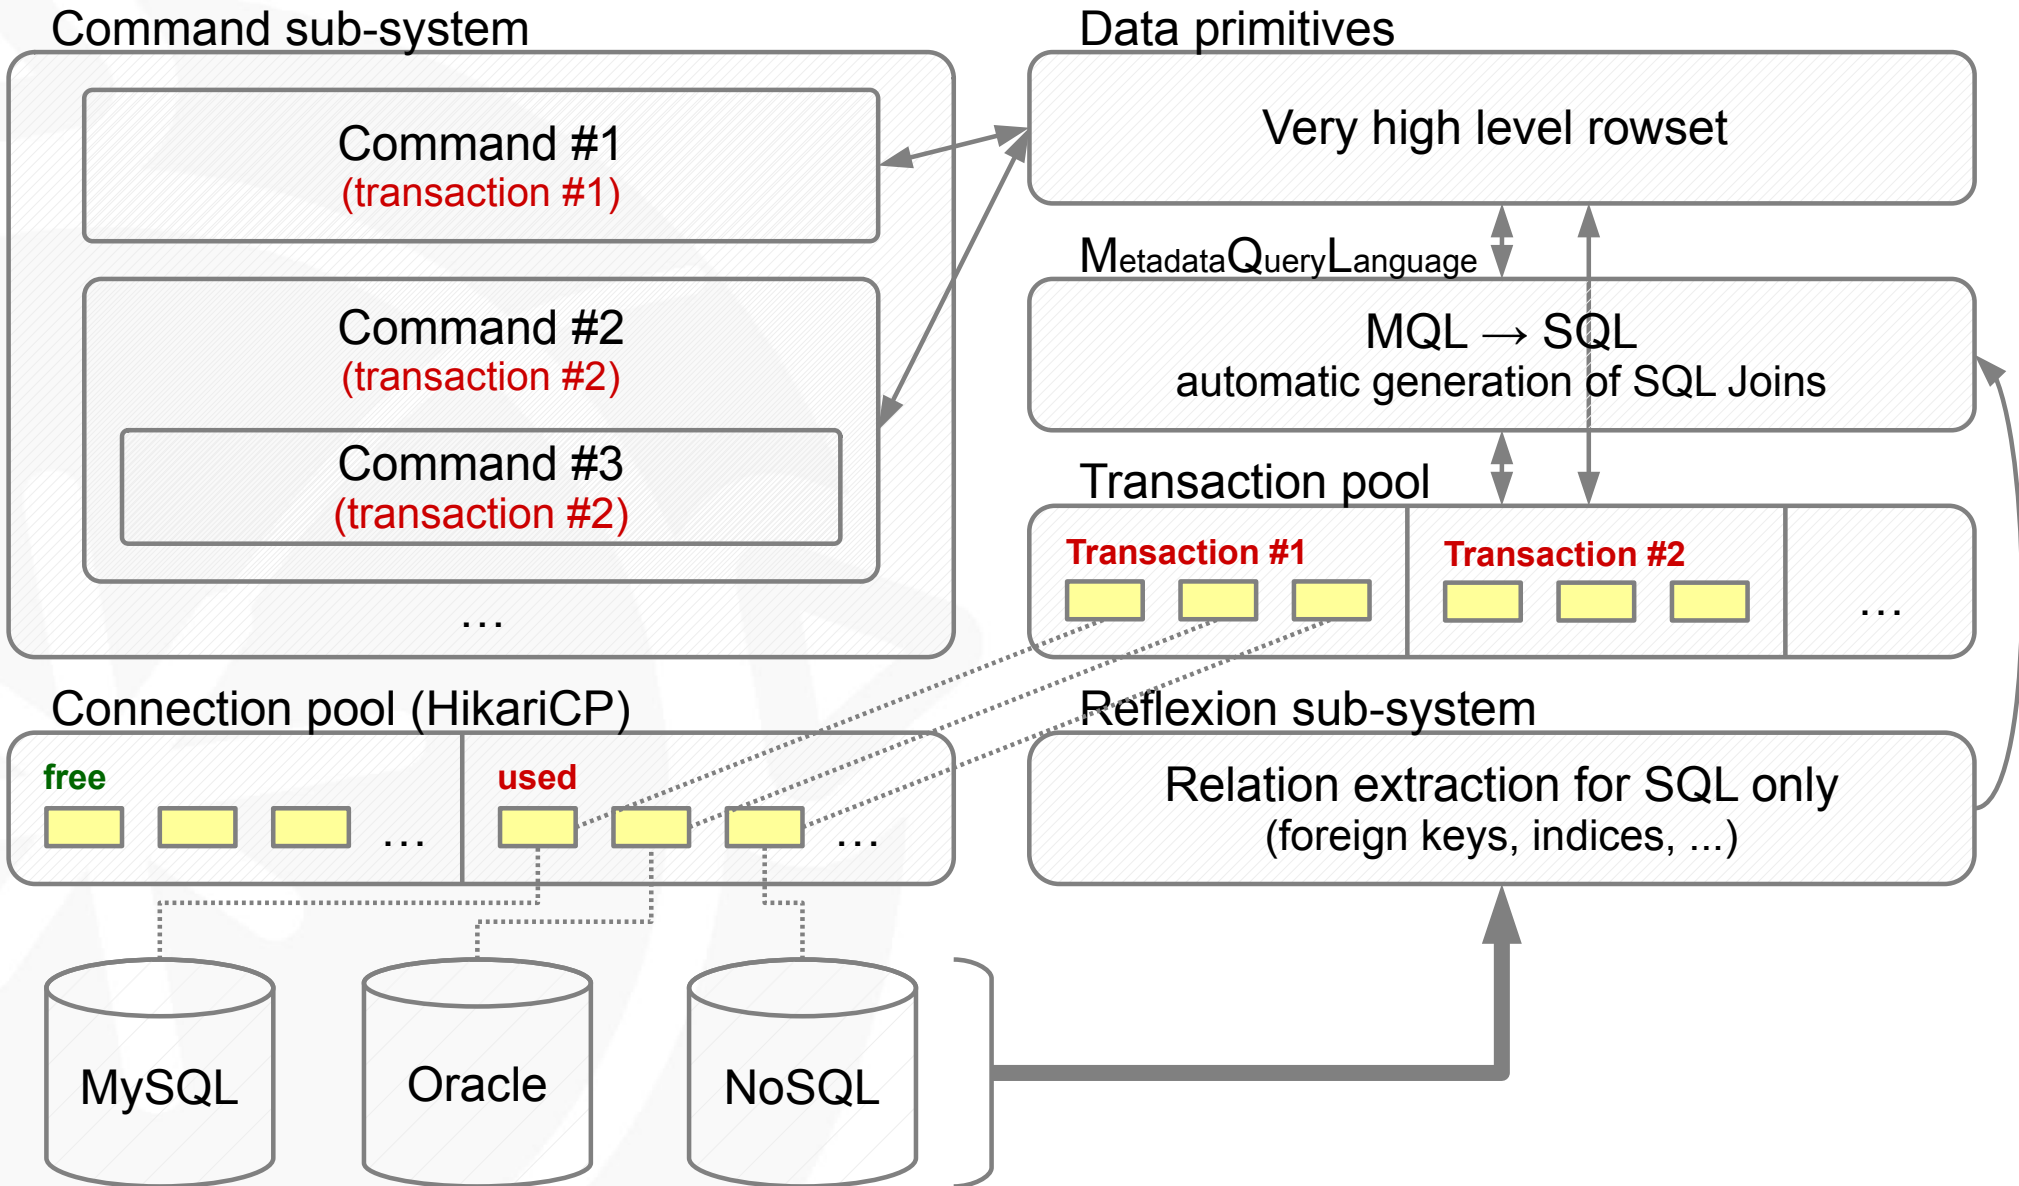 Command sub-system
Command #1
(transaction #1)
Command #2
(transaction #2)
Command #3
(transaction #2)
…
Data primitives
Very high level rowset
MetadataQueryLanguage
MQL → SQL
automatic generation of SQL Joins
Transaction pool
Transaction #1
Transaction #2
…
Connection pool (HikariCP)
free
…
used
…
Reflexion sub-system
Relation extraction for SQL only
(foreign keys, indices, ...)
MySQL
Oracle
NoSQL